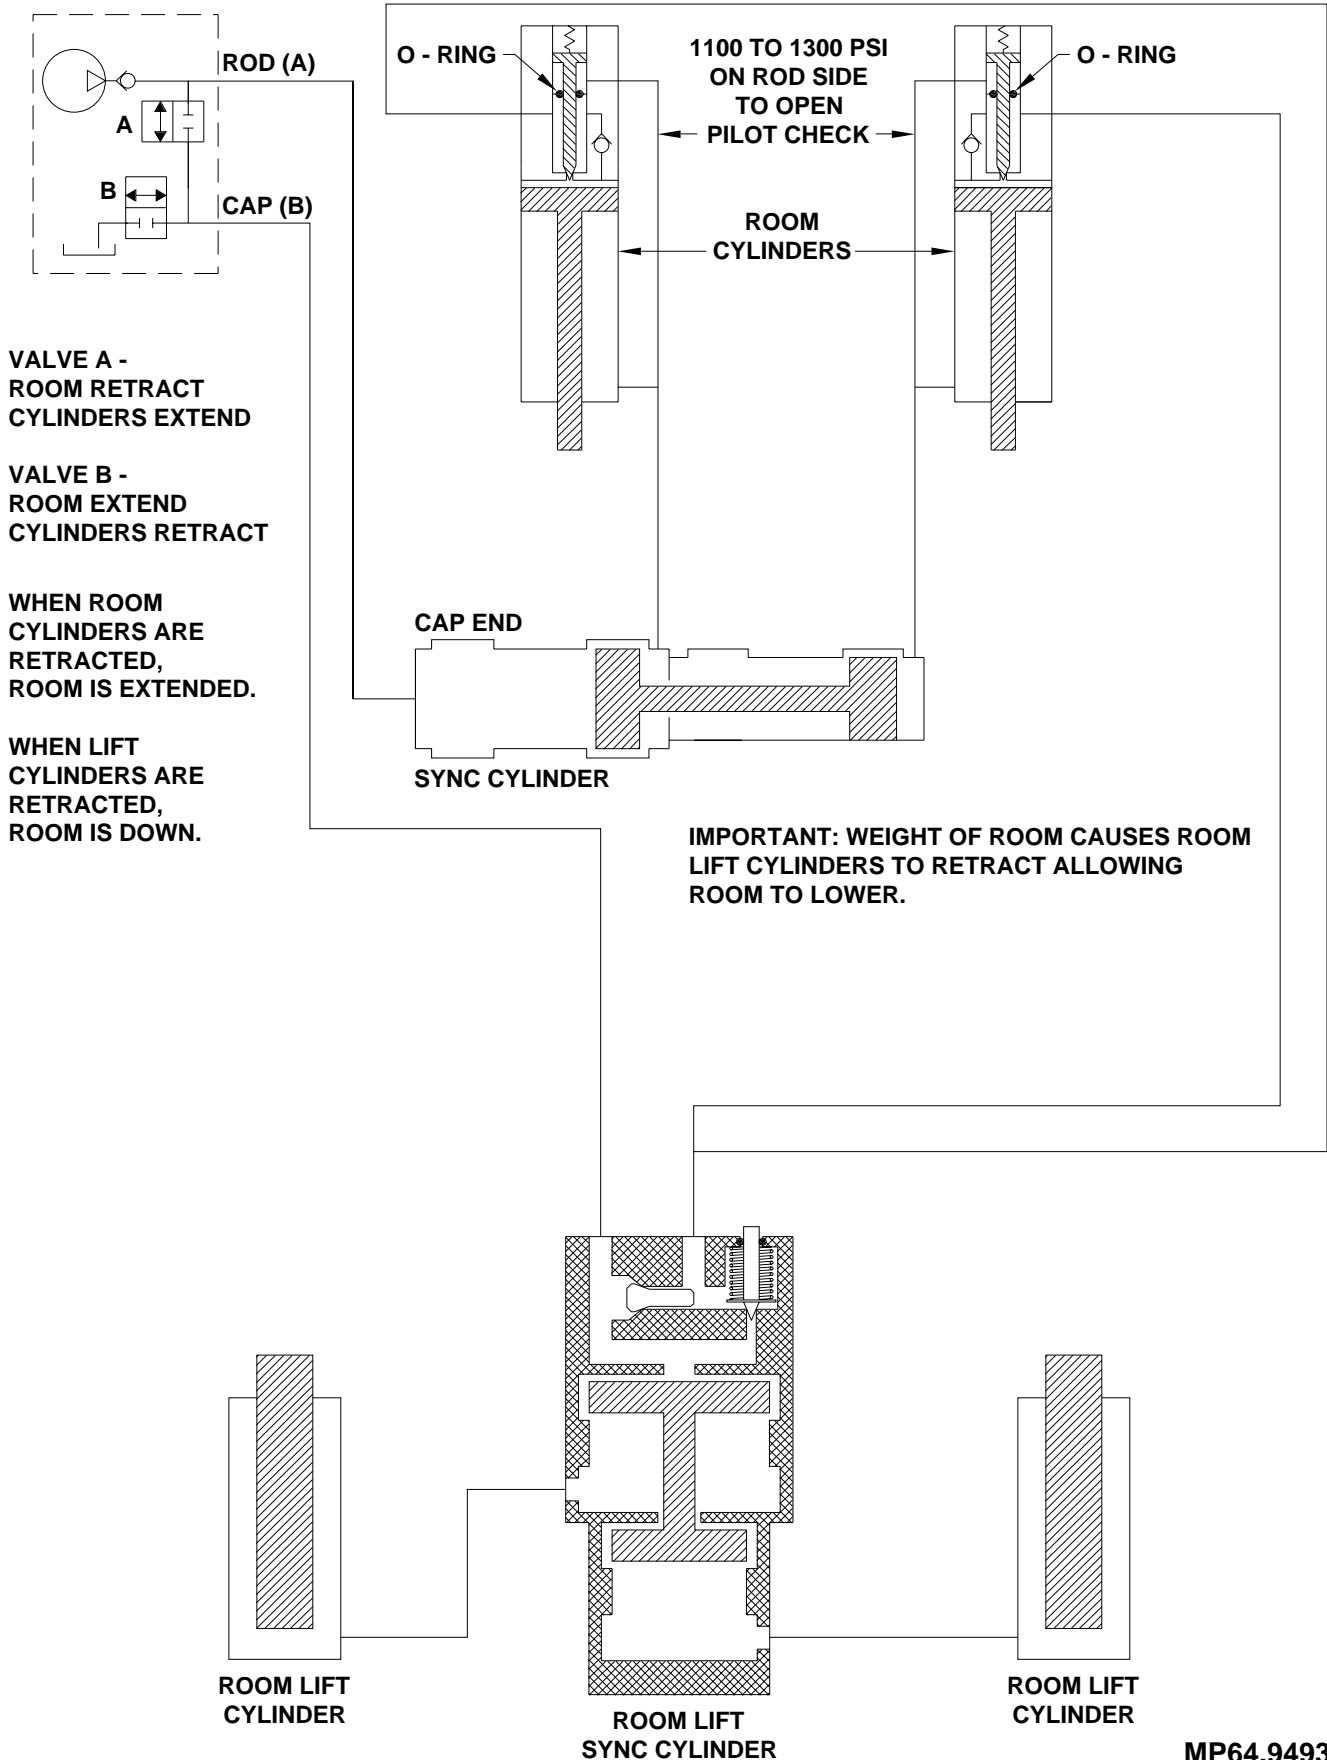 ROD (A)
A
B
CAP (B)
O - RING
1100 TO 1300 PSI
ON ROD SIDE
TO OPEN
PILOT CHECK
O - RING
ROOM
CYLINDERS
VALVE A -
ROOM RETRACT
CYLINDERS EXTEND
VALVE B -
ROOM EXTEND
CYLINDERS RETRACT
WHEN ROOM
CYLINDERS ARE
RETRACTED,
ROOM IS EXTENDED.
WHEN LIFT
CYLINDERS ARE
RETRACTED,
ROOM IS DOWN.
CAP END
SYNC CYLINDER
IMPORTANT: WEIGHT OF ROOM CAUSES ROOM
LIFT CYLINDERS TO RETRACT ALLOWING
ROOM TO LOWER.
ROOM LIFT
CYLINDER
ROOM LIFT
SYNC CYLINDER
ROOM LIFT
CYLINDER
MP64.9493